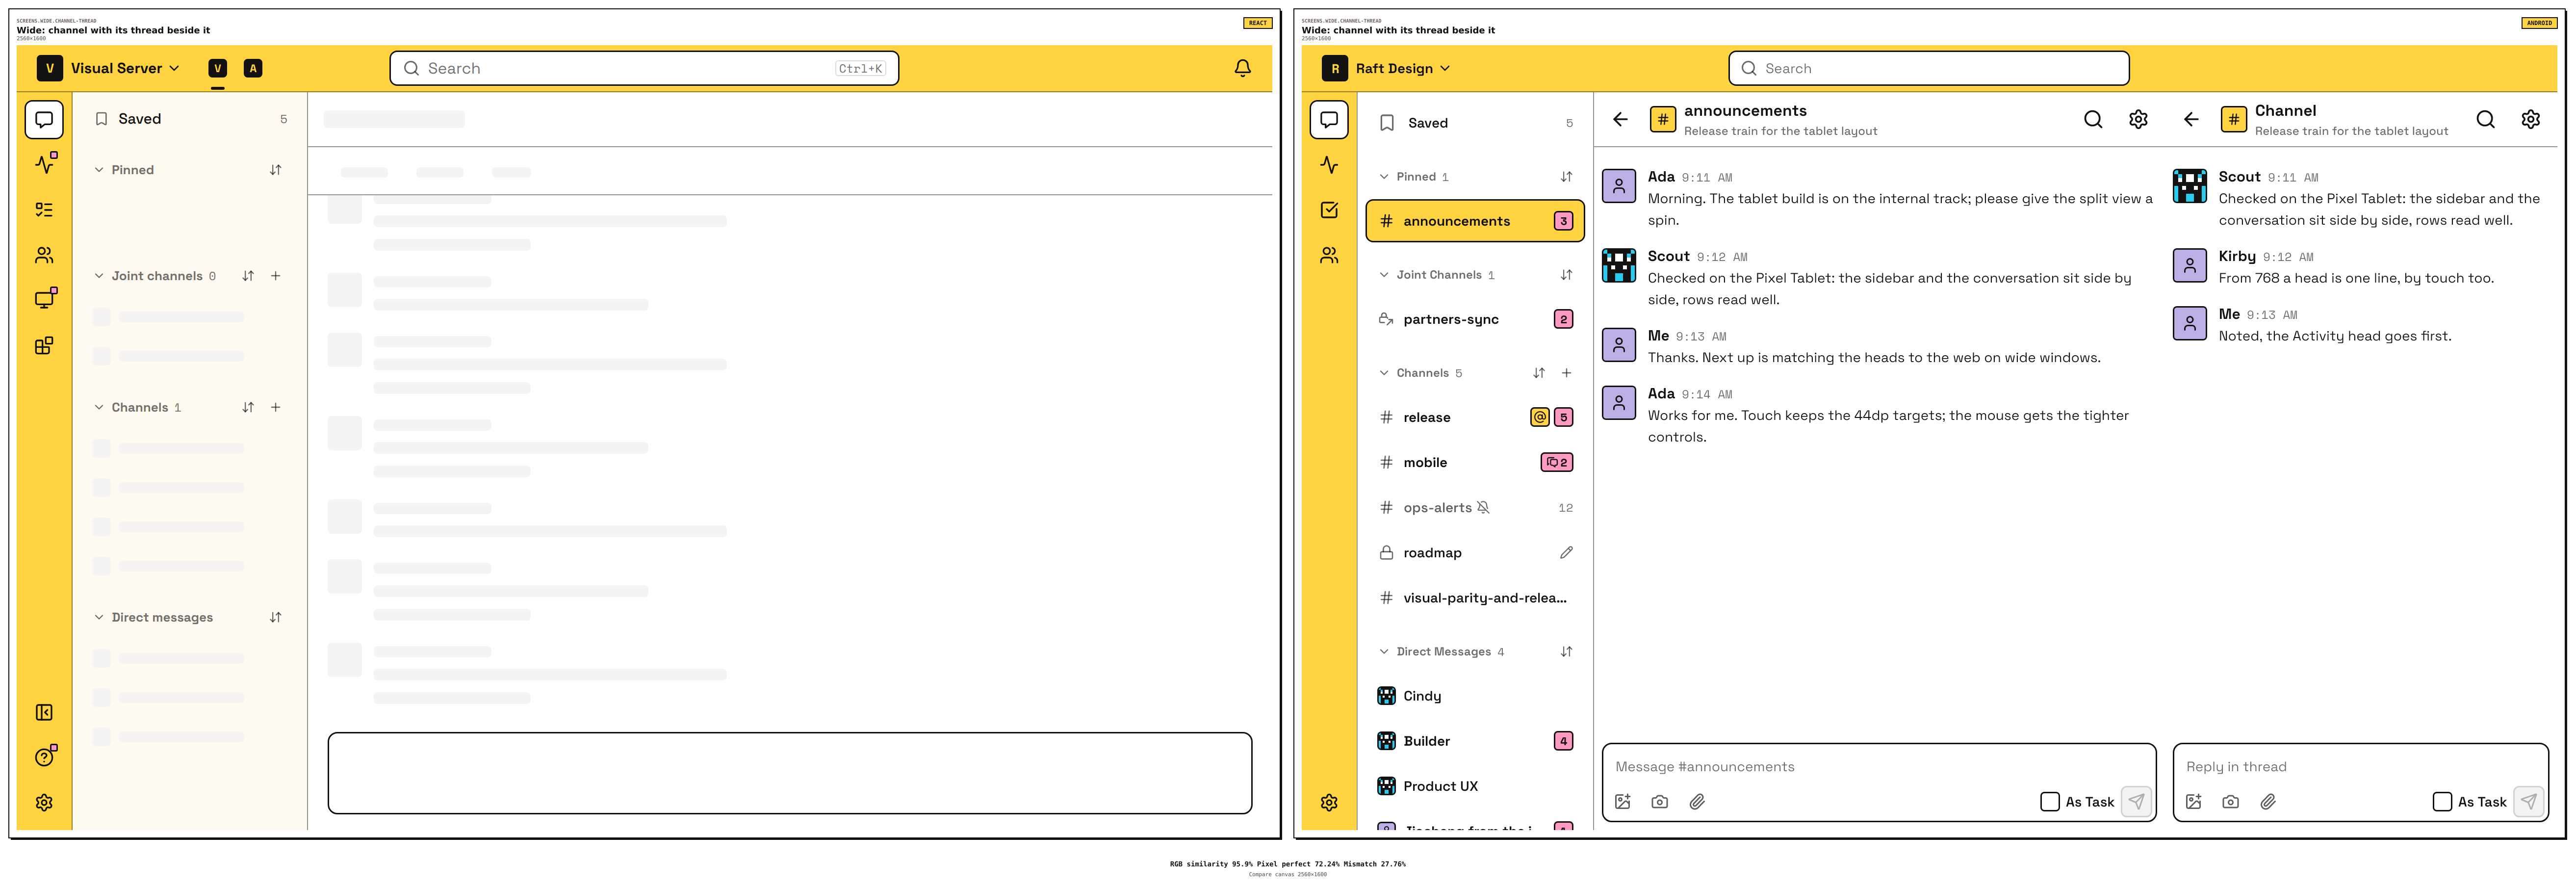 SCREENS.WIDE.CHANNEL-THREAD
Wide: channel with its thread beside it
2560×1600
REACT
V
Visual Server
V
A
Search
Ctrl+K
Saved
5
Pinned
Joint channels 0
Channels 1
Direct messages
SCREENS.WIDE.CHANNEL-THREAD
Wide: channel with its thread beside it
2560×1600
ANDROID
R
Raft Design
Search
Saved
5
Pinned 1
announcements
3
Joint Channels 1
partners-sync
2
Channels 5
release
@
5
mobile
2
ops-alerts
12
roadmap
visual-parity-and-relea...
Direct Messages 4
Cindy
Builder
4
Product UX
announcements
Release train for the tablet layout
Ada 9:11 AM
Morning. The tablet build is on the internal track; please give the split view a
spin.
Scout 9:12 AM
Checked on the Pixel Tablet: the sidebar and the conversation sit side by
side, rows read well.
Me 9:13 AM
Thanks. Next up is matching the heads to the web on wide windows.
Ada 9:14 AM
Works for me. Touch keeps the 44dp targets; the mouse gets the tighter
controls.
Message #announcements
As Task
Channel
Release train for the tablet layout
Scout 9:11 AM
Checked on the Pixel Tablet: the sidebar and the
conversation sit side by side, rows read well.
Kirby 9:12 AM
From 768 a head is one line, by touch too.
Me 9:13 AM
Noted, the Activity head goes first.
Reply in thread
As Task
RGB similarity 95.9% Pixel perfect 72.24% Mismatch 27.76%
Compare canvas 2560×1600